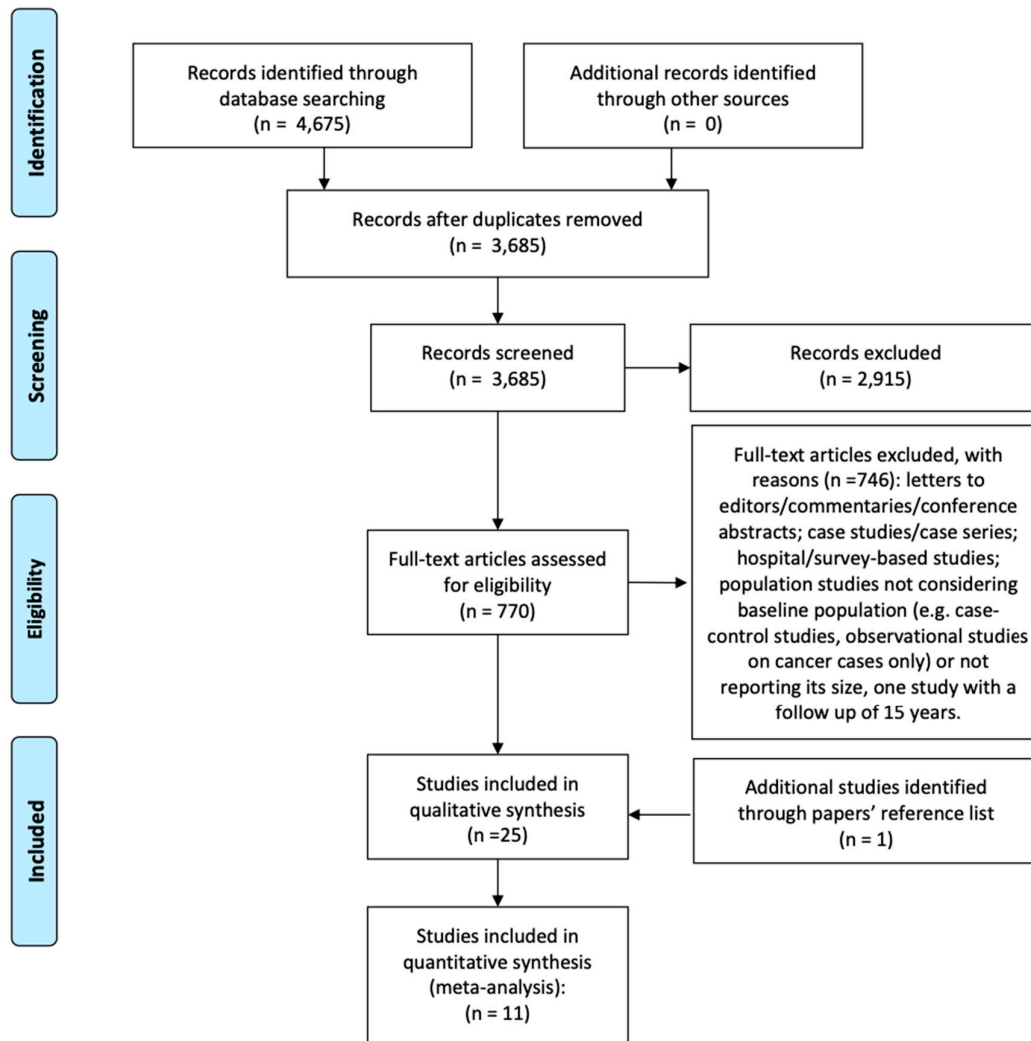 Identification
Records identified through
database searching
(n = 4,675)
Additional records identified
through other sources
(n = 0)
Records after duplicates removed
(n = 3,685)
Screening
Records screened
(n = 3,685)
Records excluded
(n = 2,915)
Eligibility
Full-text articles assessed
for eligibility
(n = 770)
Full-text articles excluded, with
reasons (n =746): letters to
editors/commentaries/conference
abstracts; case studies/case series;
hospital/survey-based studies;
population studies not considering
baseline population (e.g. case-
control studies, observational studies
on cancer cases only) or not
reporting its size, one study with a
follow up of 15 years.
Included
Studies included in
qualitative synthesis
(n =25)
Additional studies identified
through papers’ reference list
(n = 1)
Studies included in
quantitative synthesis
(meta-analysis):
(n = 11)